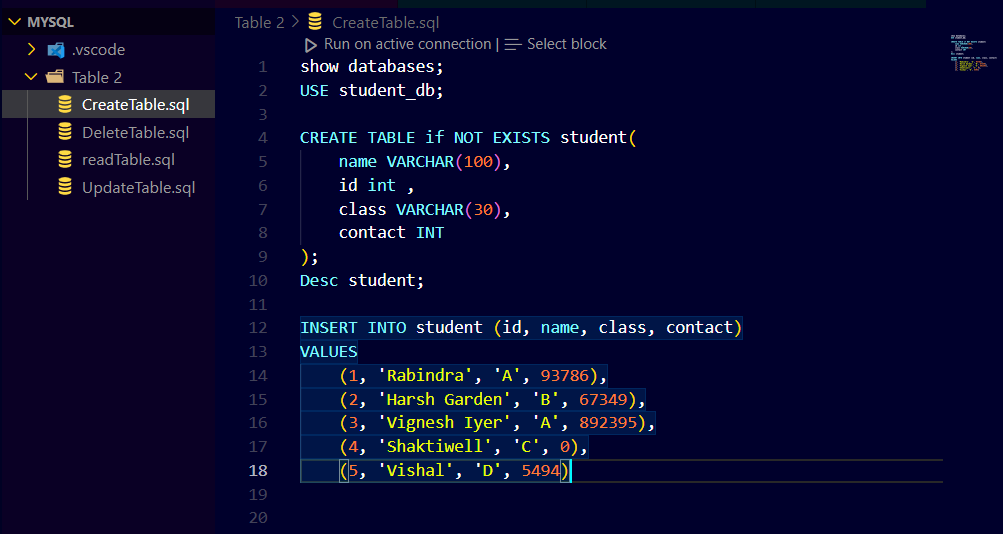 MYSQL
.vscode
Table 2
CreateTable.sql
DeleteTable.sql
readTable.sql
UpdateTable.sql
Table 2 > CreateTable.sql
Run on active connection | Select block
1 show databases;
2 USE student_db;
3
4 CREATE TABLE if NOT EXISTS student(
5 name VARCHAR(100),
6 id int ,
7 class VARCHAR(30),
8 contact INT
9 );
10 Desc student;
11
12 INSERT INTO student (id, name, class, contact)
13 VALUES
14 (1, 'Rabindra', 'A', 93786),
15 (2, 'Harsh Garden', 'B', 67349),
16 (3, 'Vignesh Iyer', 'A', 892395),
17 (4, 'Shaktiwell', 'C', 0),
18 (5, 'Vishal', 'D', 5494)
19
20